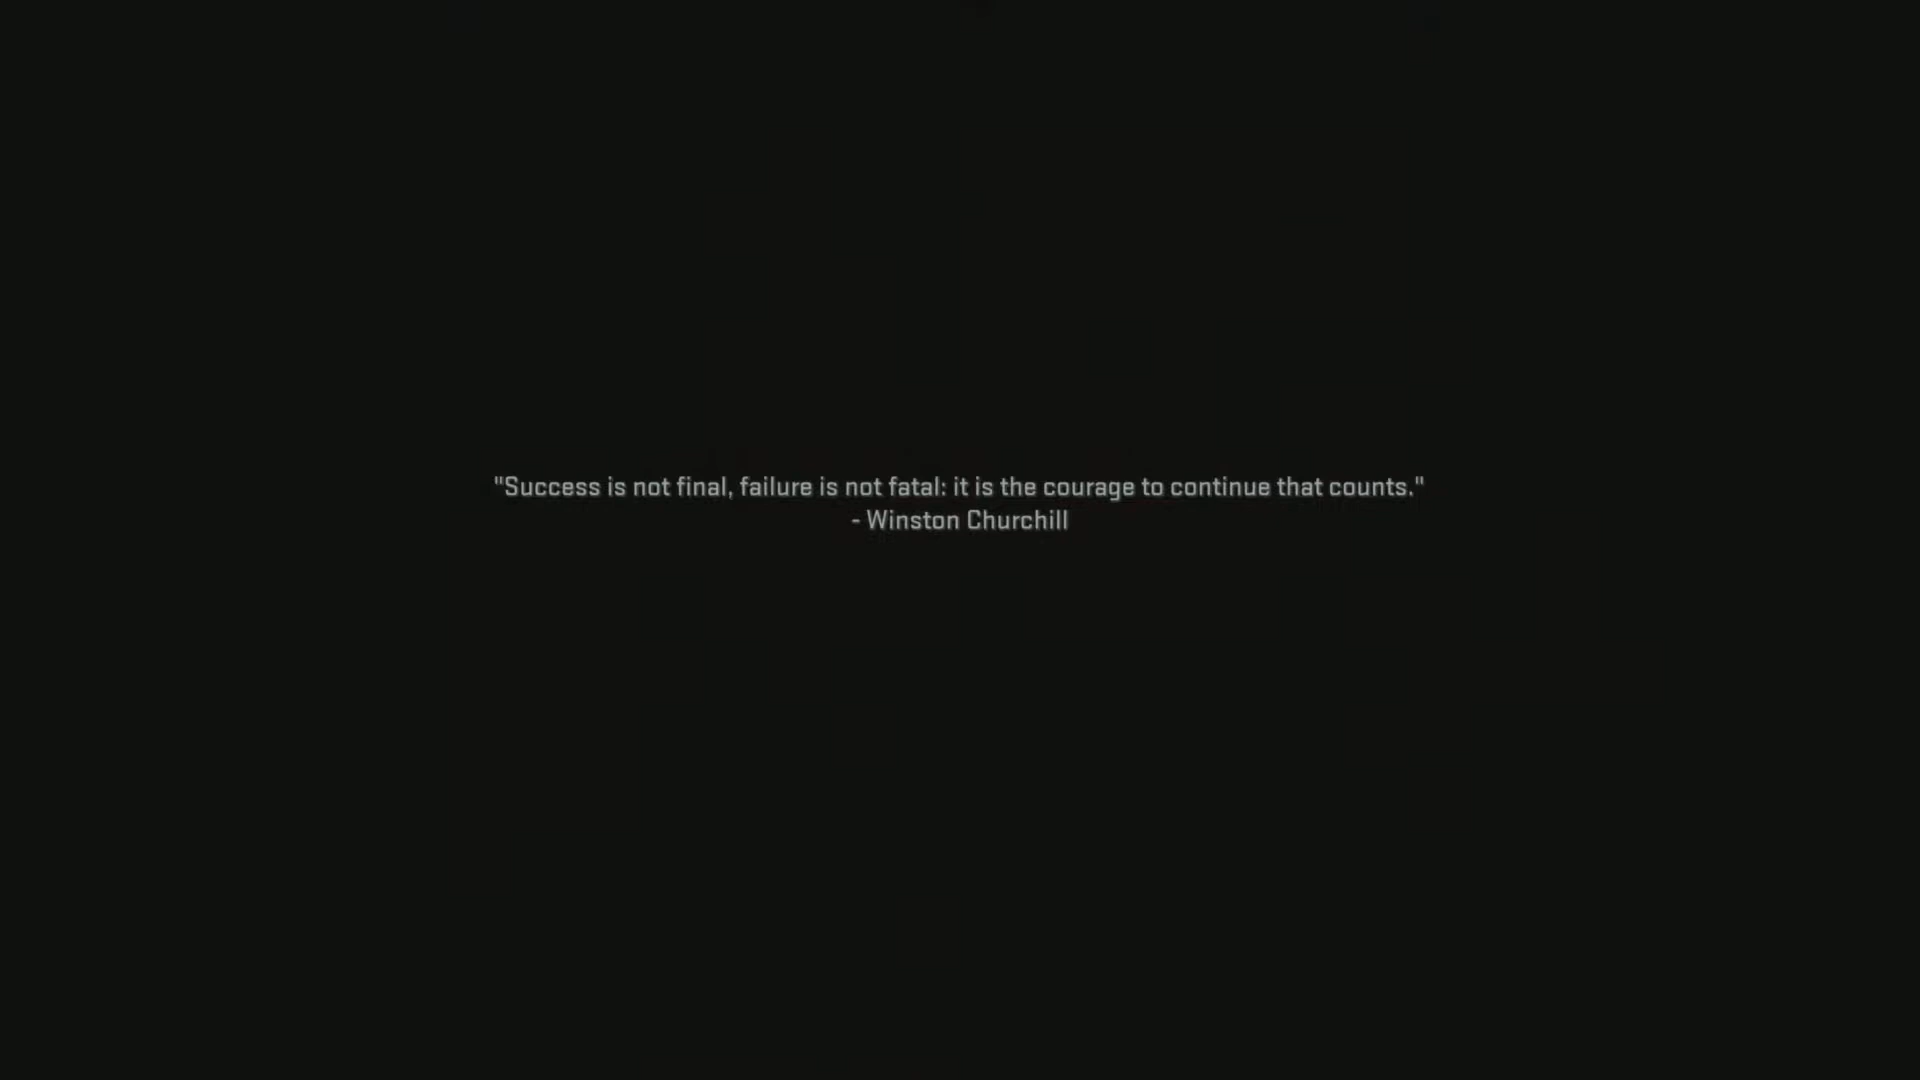 "Success is not final, failure is not fatal: it is the courage to continue that counts."
- Winston Churchill